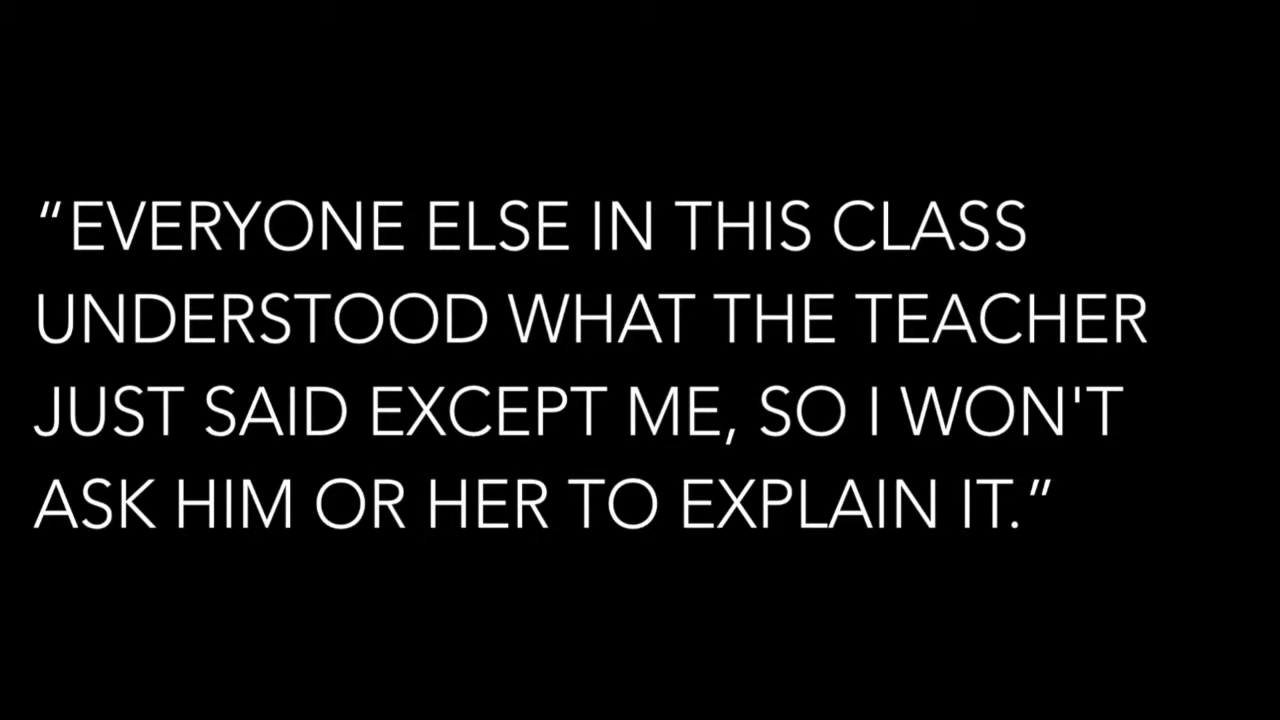 “EVERYONE ELSE IN THIS CLASS
UNDERSTOOD WHAT THE TEACHER
JUST SAID EXCEPT ME, SO I WON'T
ASK HIM OR HER TO EXPLAIN IT.”